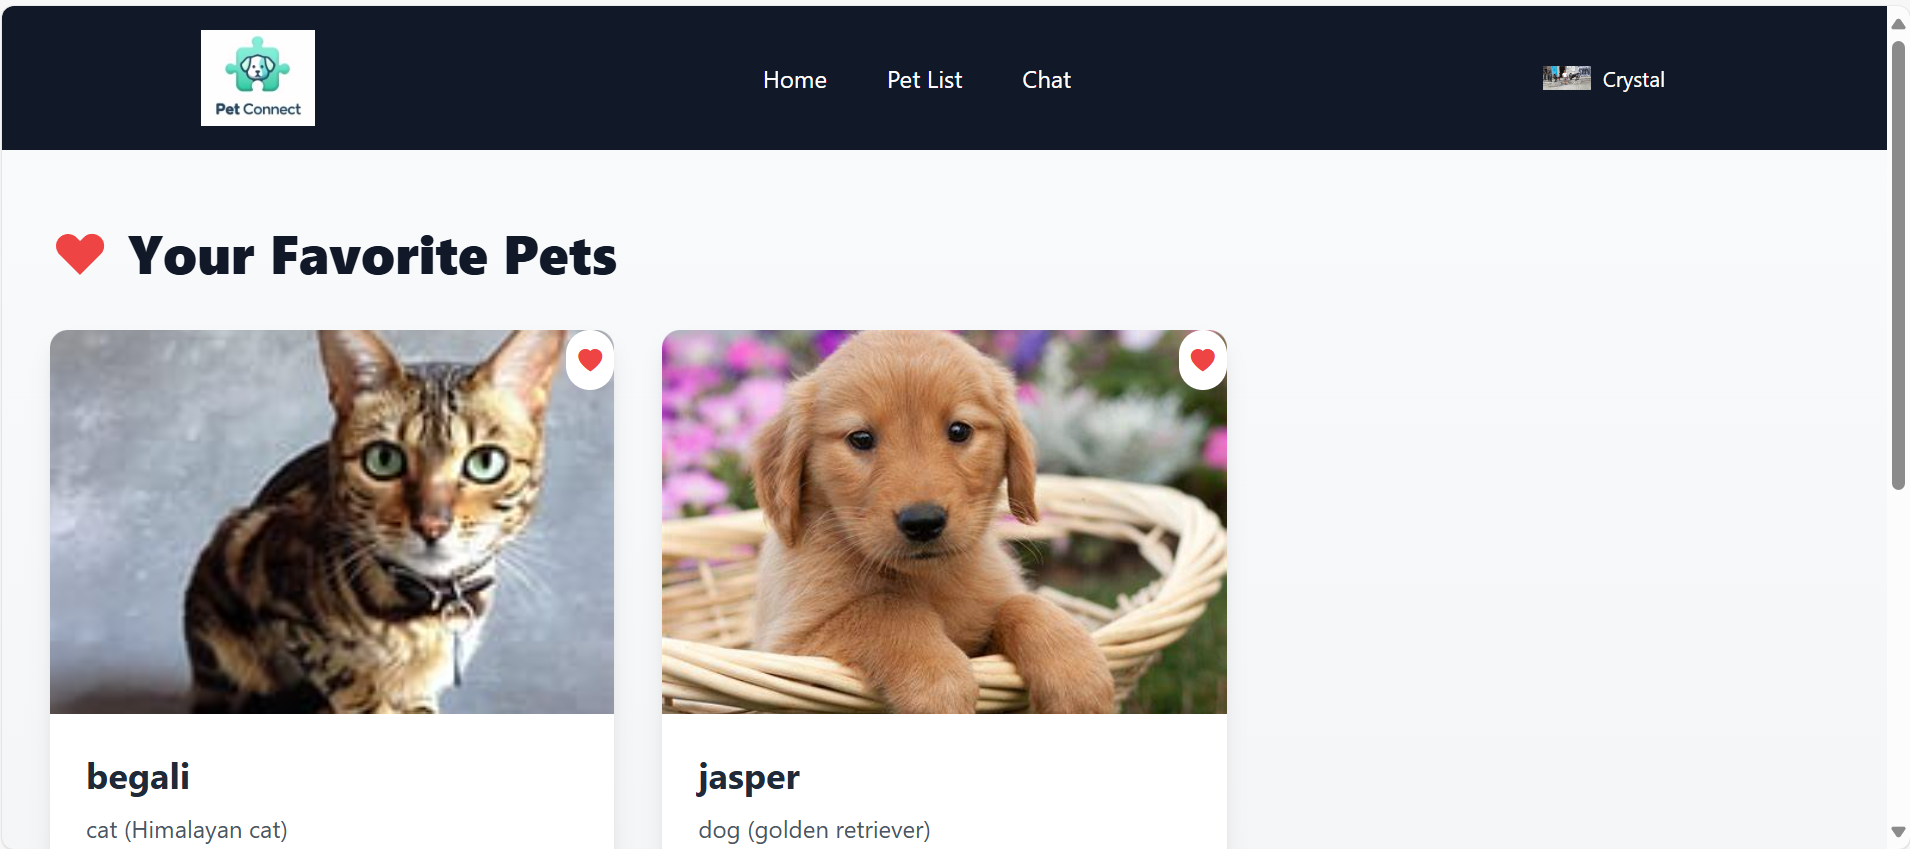 Pet Connect
Home
Pet List
Chat
Crystal
Your Favorite Pets
begali
cat (Himalayan cat)
jasper
dog (golden retriever)